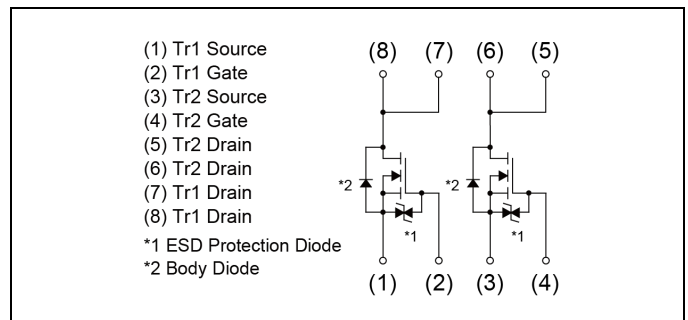 (1) Tr1 Source
(2) Tr1 Gate
(3) Tr2 Source
(4) Tr2 Gate
(5) Tr2 Drain
(6) Tr2 Drain
(7) Tr1 Drain
(8) Tr1 Drain
*1 ESD Protection Diode
*2 Body Diode
(8) (7) (6) (5)
*2 *2
*1 *1
(1) (2) (3) (4)